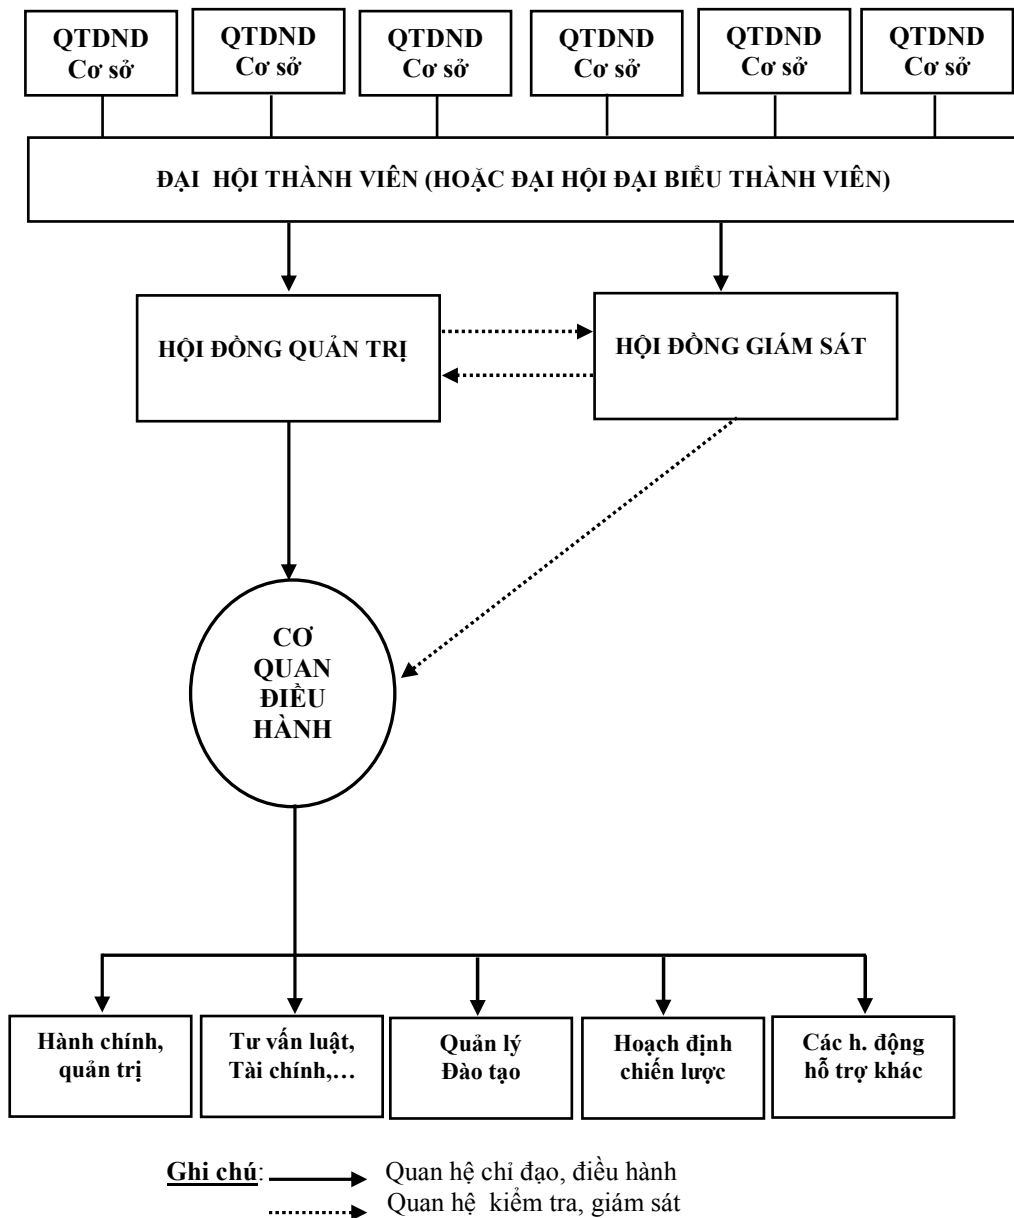 QTDND
Cơ sở
QTDND
Cơ sở
QTDND
Cơ sở
QTDND
Cơ sở
QTDND
Cơ sở
QTDND
Cơ sở
ĐẠI HỘI THÀNH VIÊN (HOẶC ĐẠI HỘI ĐẠI BIỂU THÀNH VIÊN)
HỘI ĐỒNG QUẢN TRỊ
HỘI ĐỒNG GIÁM SÁT
CƠ
QUAN
ĐIỀU
HÀNH
Hành chính,
quản trị
Tư vấn luật,
Tài chính,…
Quản lý
Đào tạo
Hoạch định
chiến lược
Các h. động
hỗ trợ khác
Ghi chú: Quan hệ chỉ đạo, điều hành
Quan hệ kiểm tra, giám sát